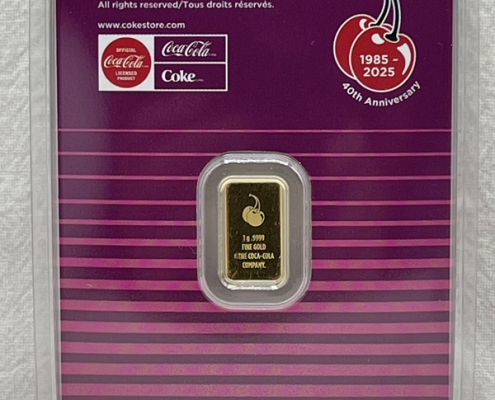 All rights reserved/Tous droits réservés.
www.cokestore.com
OFFICIAL
Coca-Cola
LICENSED
PRODUCT
Coca-Cola
Coke
1985 -
2025
40th Anniversary
1 g .9999
FINE GOLD
©THE COCA-COLA
COMPANY.